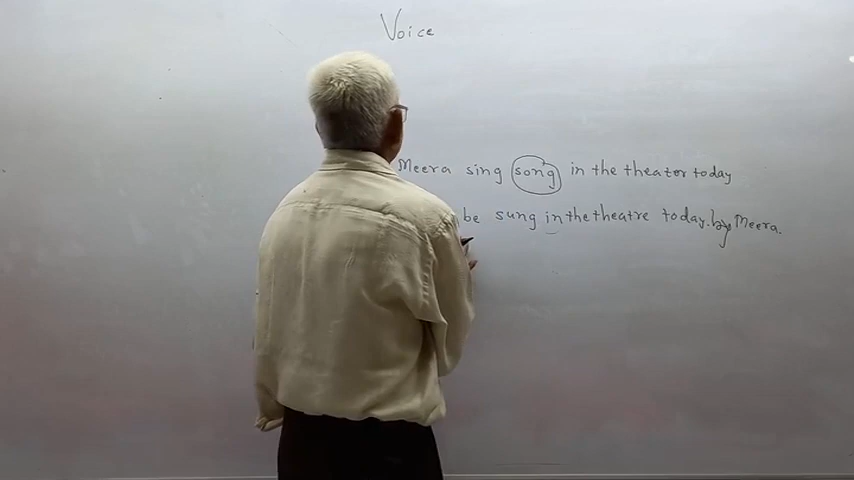 Voice
Meera sing song in the theater today
be sung in the theatre today. by Meera.